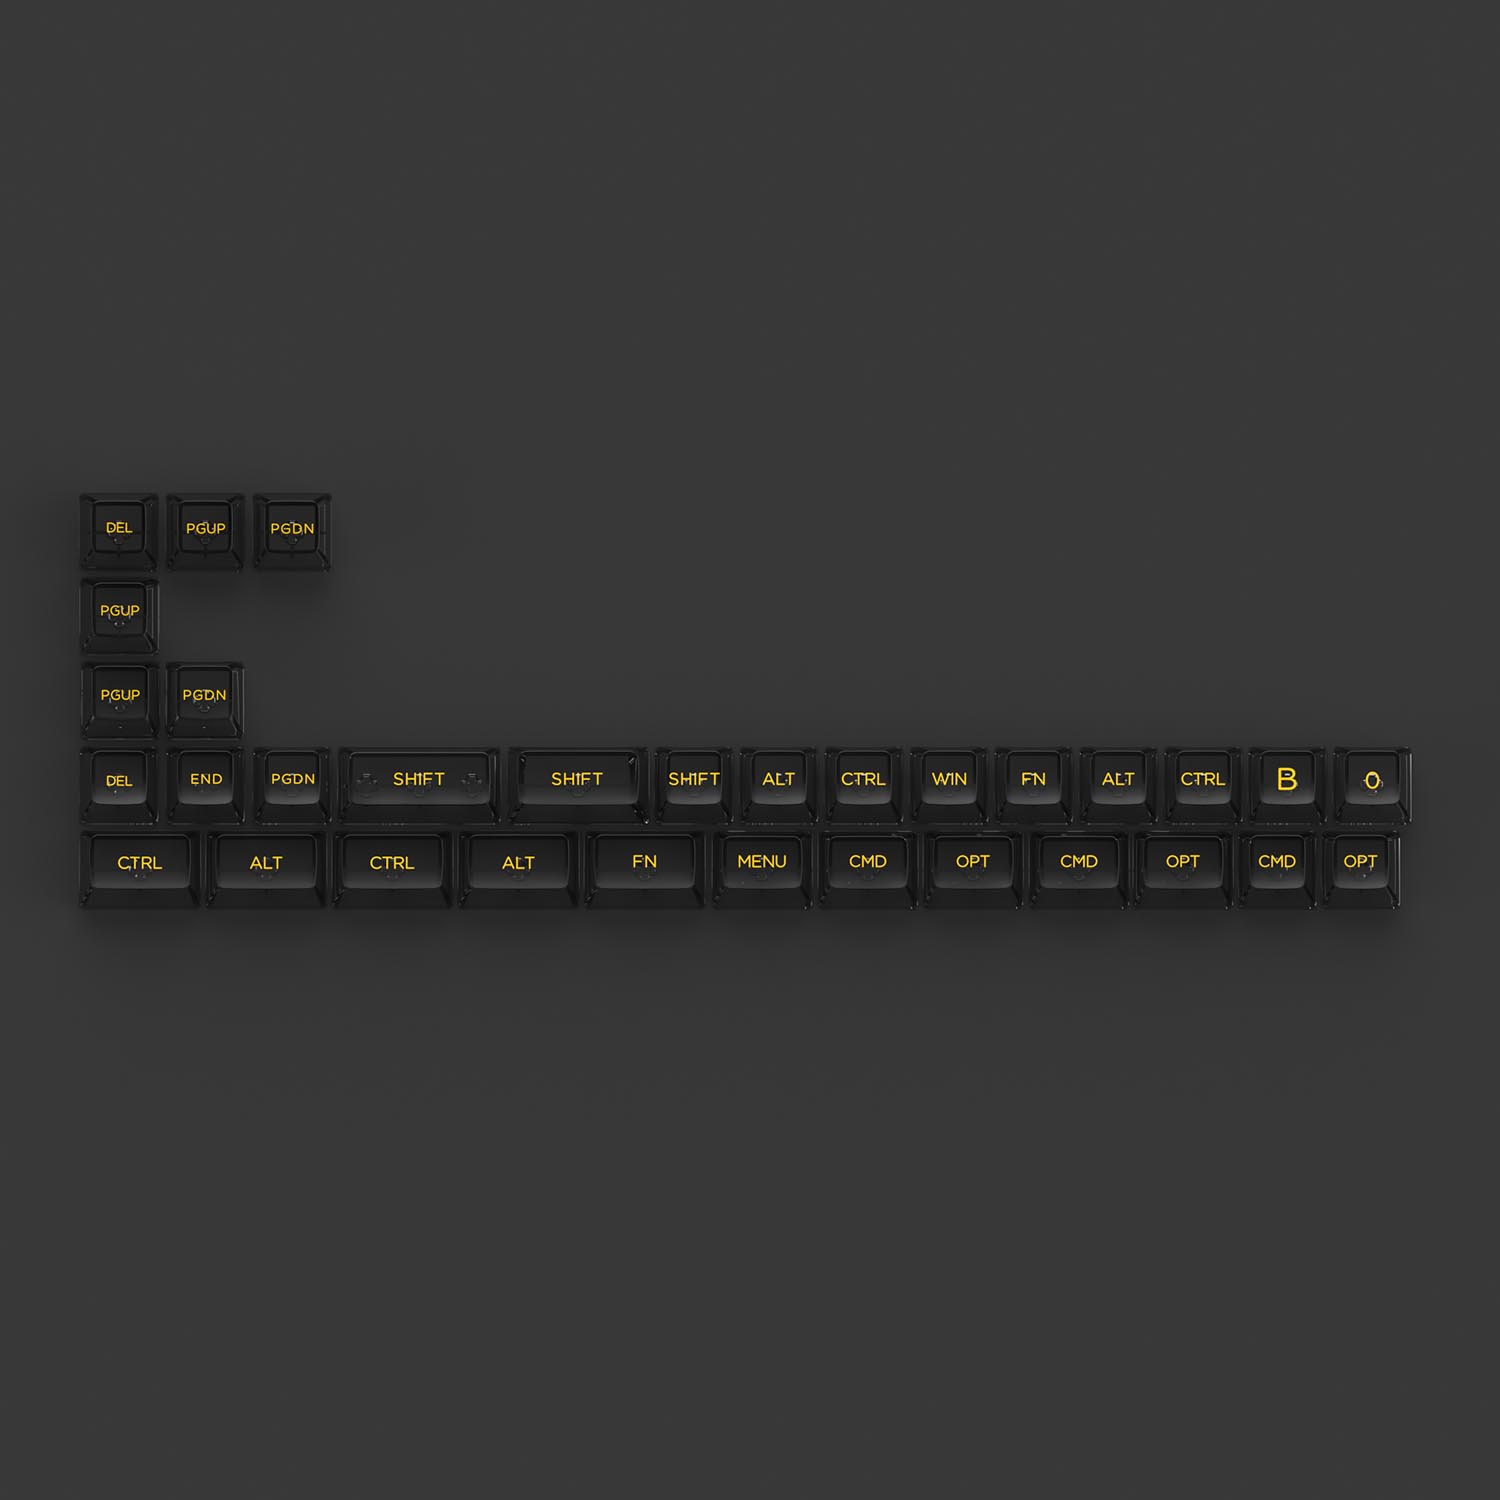 DEL PGUP PGDN
PGUP
PGUP PGDN
DEL END PGDN SHIFT SHIFT SHIFT ALT CTRL WIN FN ALT CTRL B 0
CTRL ALT CTRL ALT FN MENU CMD OPT CMD OPT CMD OPT